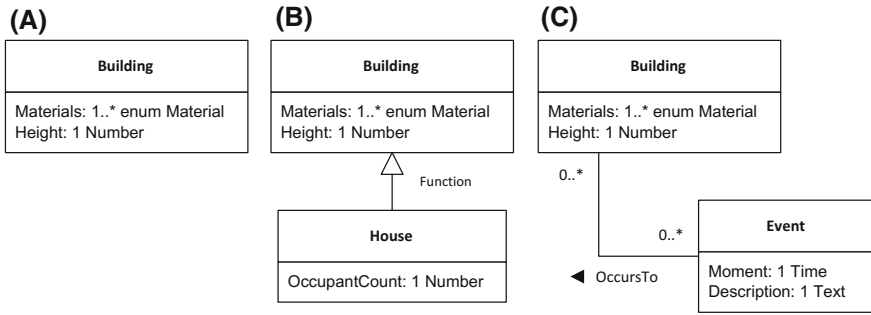 (A)
Building
Materials: 1..* enum Material
Height: 1 Number
(B)
Building
Materials: 1..* enum Material
Height: 1 Number
Function
House
OccupantCount: 1 Number
(C)
Building
Materials: 1..* enum Material
Height: 1 Number
0..*
0..*
◄ OccursTo
Event
Moment: 1 Time
Description: 1 Text